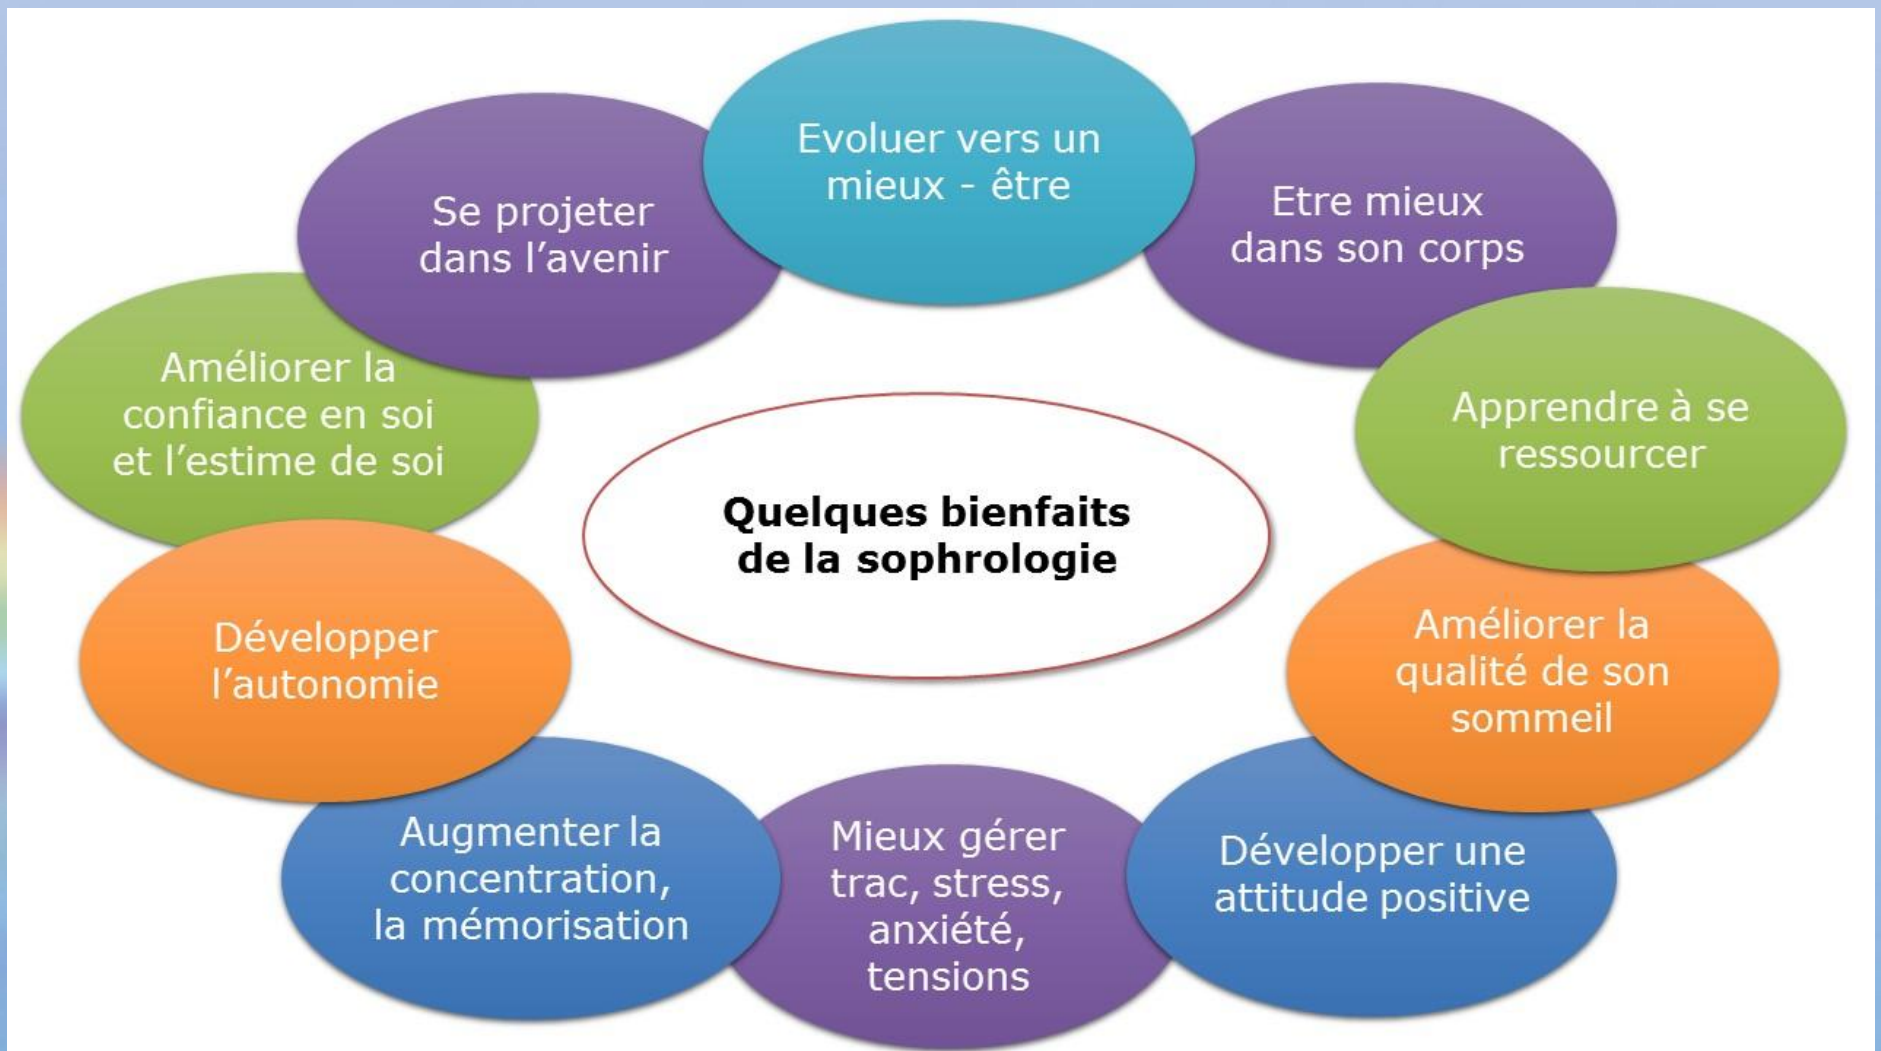 Evoluer vers un
mieux - être
Etre mieux
dans son corps
Apprendre à se
ressourcer
Améliorer la
qualité de son
sommeil
Développer une
attitude positive
Mieux gérer
trac, stress,
anxiété,
tensions
Augmenter la
concentration,
la mémorisation
Développer
l’autonomie
Améliorer la
confiance en soi
et l’estime de soi
Se projeter
dans l’avenir
Quelques bienfaits
de la sophrologie